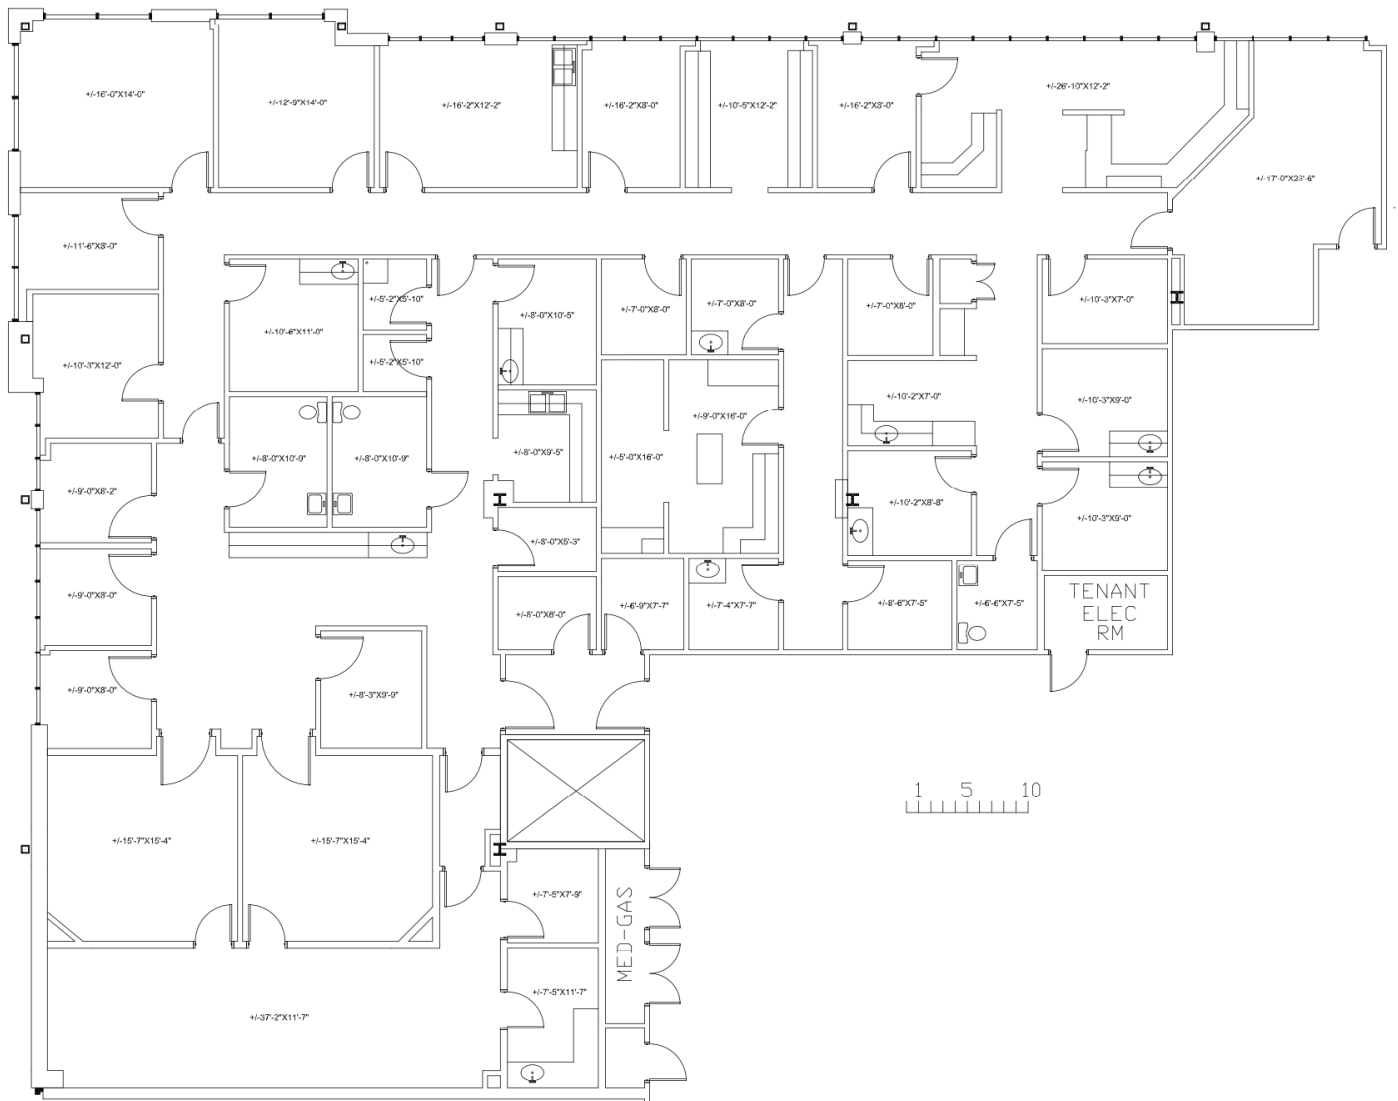 +/-16'-0"X14'-0"
+/-12'-9"X14'-0"
+/-16'-2"X12'-2"
+/-16'-2"X8'-0"
+/-10'-5"X12'-2"
+/-16'-2"X8'-0"
+/-26'-10"X12'-2"
+/-17'-0"X23'-6"
+/-11'-6"X8'-0"
+/-10'-6"X11'-0"
+/-5'-2"X5'-10"
+/-8'-0"X10'-5"
+/-7'-0"X8'-0"
+/-7'-0"X8'-0"
+/-7'-0"X8'-0"
+/-10'-3"X7'-0"
+/-10'-3"X12'-0"
+/-5'-2"X5'-10"
+/-10'-2"X7'-0"
+/-10'-3"X9'-0"
+/-9'-0"X16'-0"
+/-8'-0"X10'-9"
+/-8'-0"X10'-9"
+/-8'-0"X9'-5"
+/-5'-0"X16'-0"
+/-9'-0"X8'-2"
+/-10'-2"X8'-8"
+/-10'-3"X9'-0"
+/-8'-0"X5'-3"
+/-9'-0"X8'-0"
+/-8'-0"X6'-0"
+/-6'-9"X7'-7"
+/-7'-4"X7'-7"
+/-8'-6"X7'-5"
+/-6'-6"X7'-5"
TENANT
ELEC
RM
+/-9'-0"X8'-0"
+/-8'-3"X9'-9"
1 5 10
+/-15'-7"X15'-4"
+/-15'-7"X15'-4"
+/-7'-5"X7'-9"
MED-GAS
+/-7'-5"X11'-7"
+/-37'-2"X11'-7"